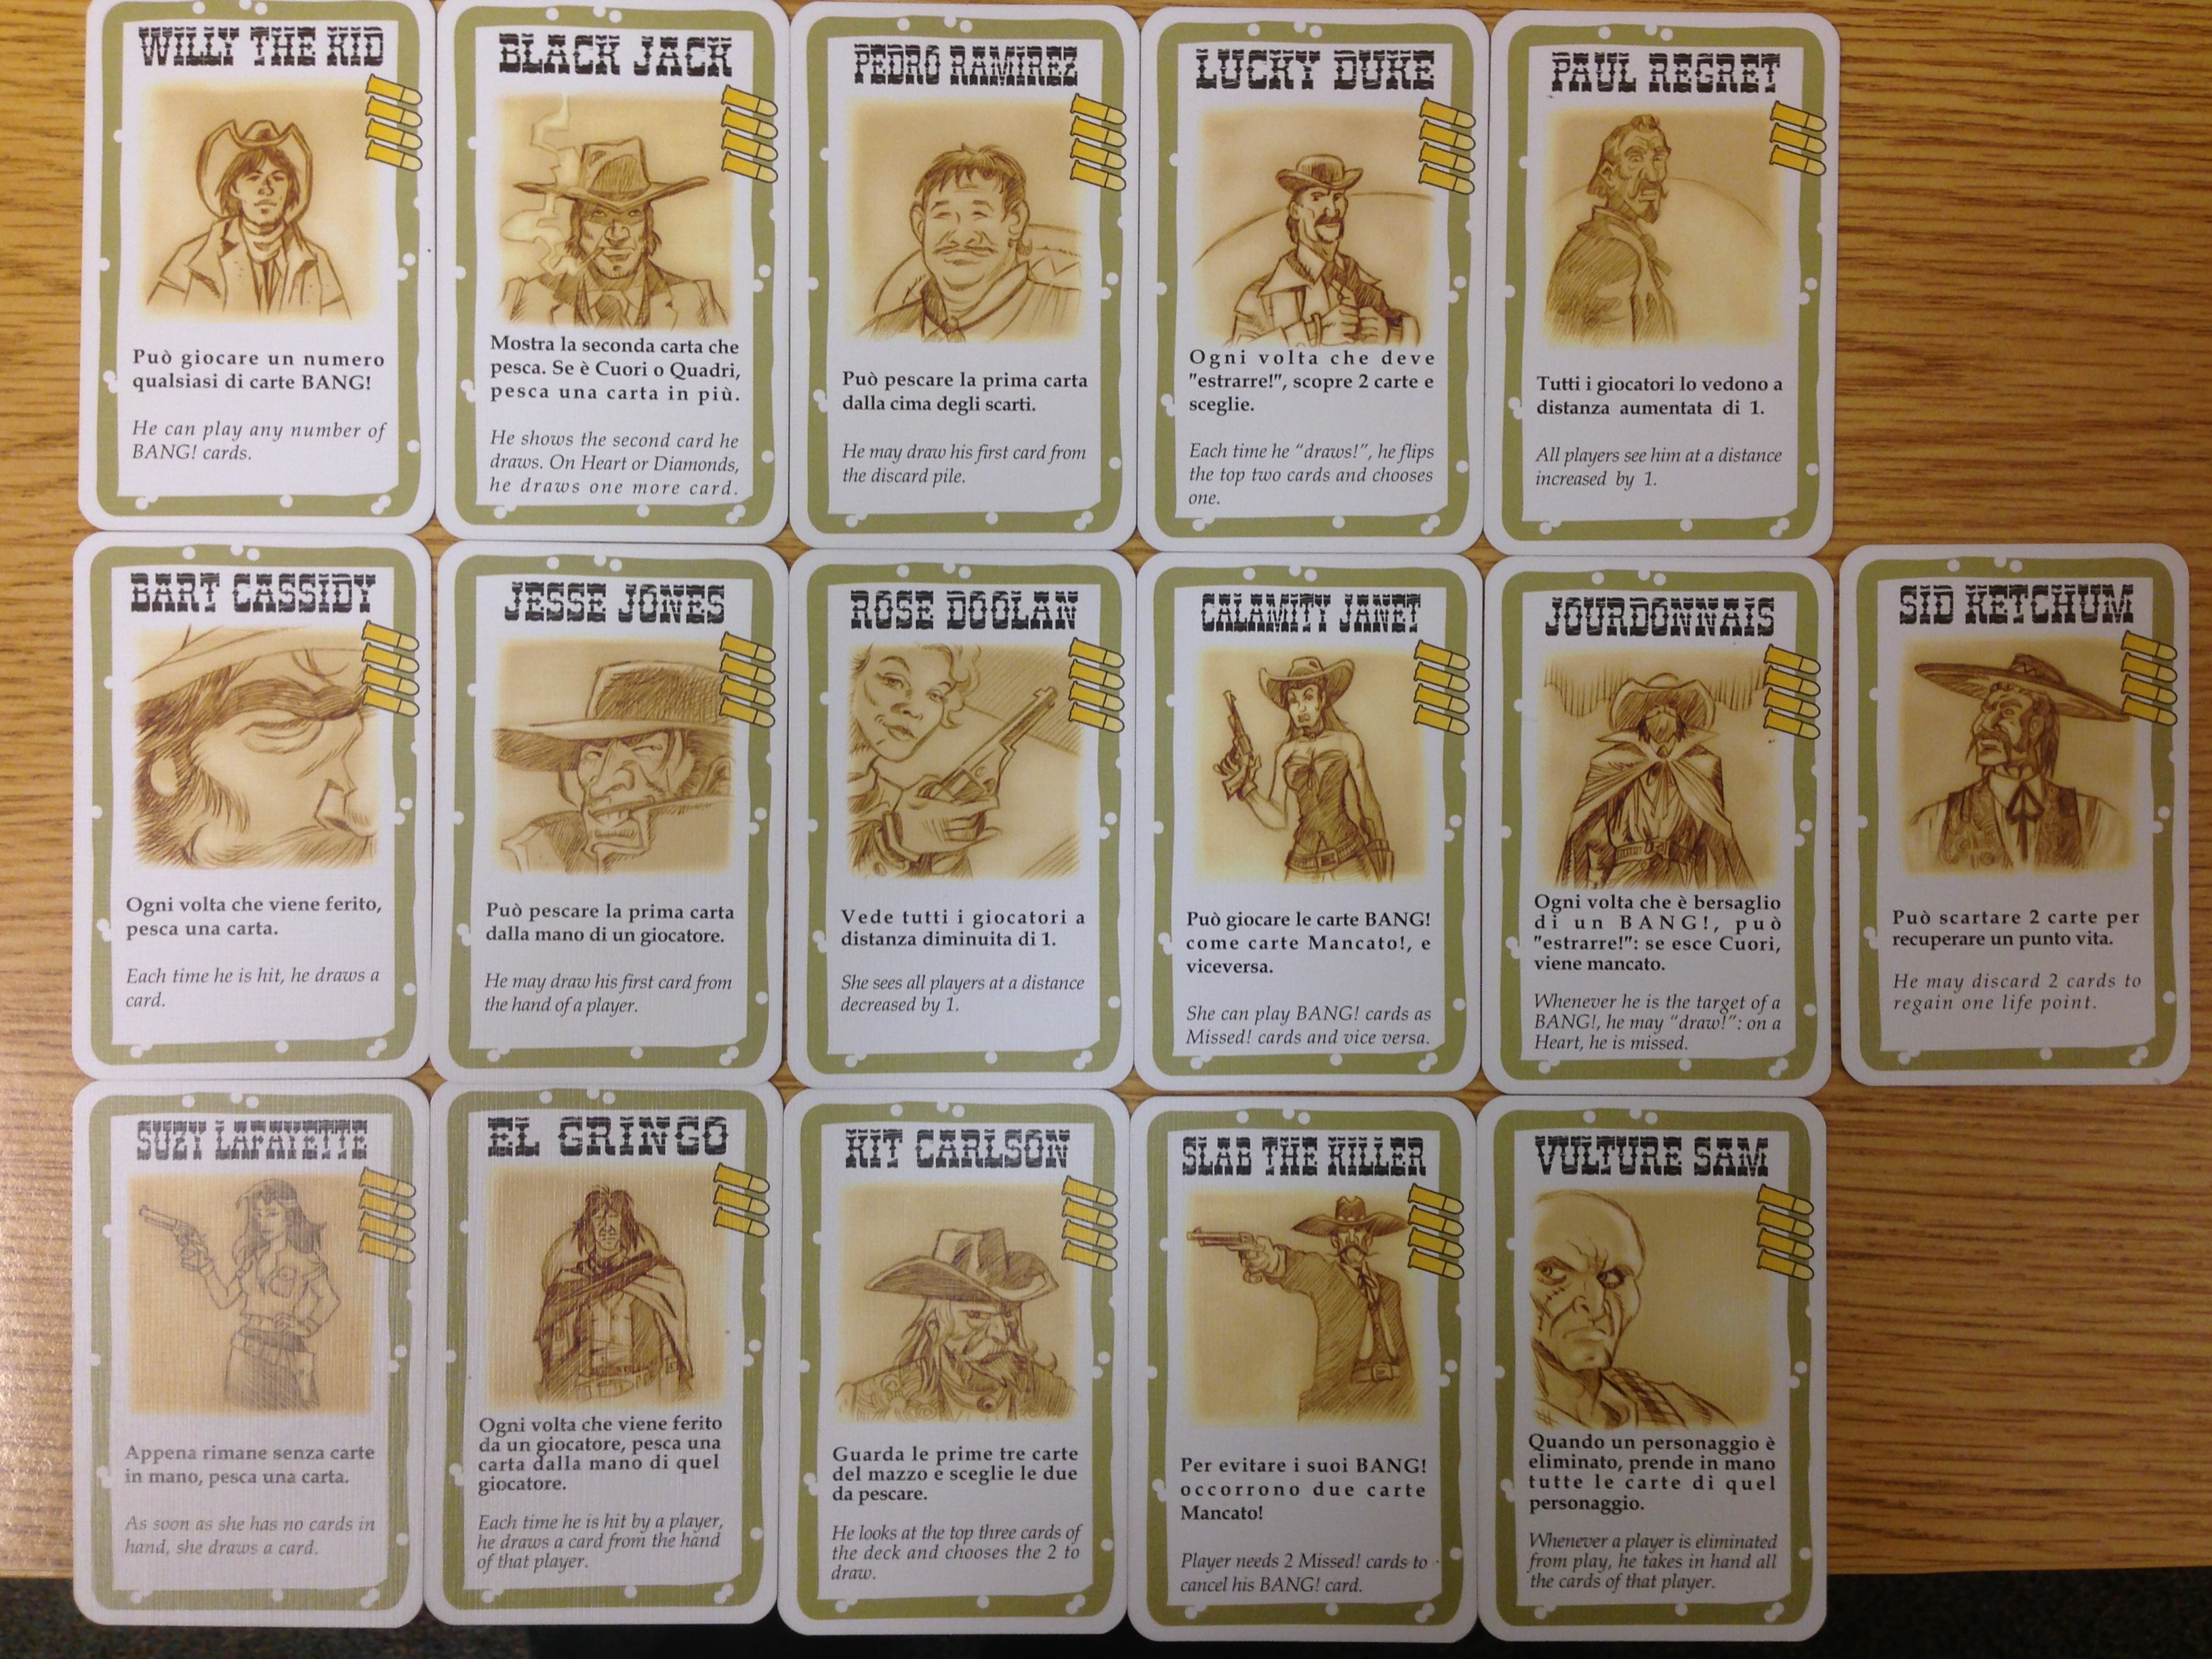 WILLY THE KID
Può giocare un numero
qualsiasi di carte BANG!
He can play any number of
BANG! cards.
BLACK JACK
Mostra la seconda carta che
pesca. Se è Cuori o Quadri,
pesca una carta in più.
He shows the second card he
draws. On Heart or Diamonds,
he draws one more card.
PEDRO RAMIREZ
Può pescare la prima carta
dalla cima degli scarti.
He may draw his first card from
the discard pile.
LUCKY DUKE
Ogni volta che deve
"estrarre!", scopre 2 carte e
sceglie.
Each time he “draws!”, he flips
the top two cards and chooses
one.
PAUL REGRET
Tutti i giocatori lo vedono a
distanza aumentata di 1.
All players see him at a distance
increased by 1.
BART CASSIDY
Ogni volta che viene ferito,
pesca una carta.
Each time he is hit, he draws a
card.
JESSE JONES
Può pescare la prima carta
dalla mano di un giocatore.
He may draw his first card from
the hand of a player.
ROSE DOOLAN
Vede tutti i giocatori a
distanza diminuita di 1.
She sees all players at a distance
decreased by 1.
CALAMITY JANET
Può giocare le carte BANG!
come carte Mancato!, e
viceversa.
She can play BANG! cards as
Missed! cards and vice versa.
JOURDONNAIS
Ogni volta che è bersaglio
di un BANG!, può
"estrarre!": se esce Cuori,
viene mancato.
Whenever he is the target of a
BANG!, he may “draw!”: on a
Heart, he is missed.
SID KETCHUM
Può scartare 2 carte per
recuperare un punto vita.
He may discard 2 cards to
regain one life point.
SUZY LAFAYETTE
Appena rimane senza carte
in mano, pesca una carta.
As soon as she has no cards in
hand, she draws a card.
EL GRINGO
Ogni volta che viene ferito
da un giocatore, pesca una
carta dalla mano di quel
giocatore.
Each time he is hit by a player,
he draws a card from the hand
of that player.
KIT CARLSON
Guarda le prime tre carte
del mazzo e sceglie le due
da pescare.
He looks at the top three cards of
the deck and chooses the 2 to
draw.
SLAB THE KILLER
Per evitare i suoi BANG!
occorrono due carte
Mancato!
Player needs 2 Missed! cards to
cancel his BANG! card.
VULTURE SAM
Quando un personaggio è
eliminato, prende in mano
tutte le carte di quel
personaggio.
Whenever a player is eliminated
from play, he takes in hand all
the cards of that player.